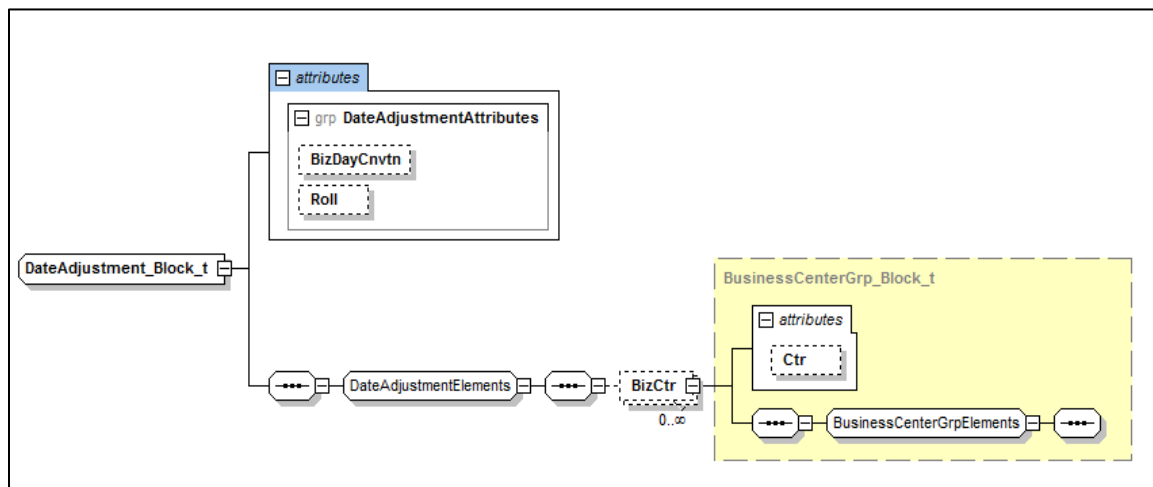 attributes
grp DateAdjustmentAttributes
BizDayCnvtn
Roll
DateAdjustment_Block_t
BusinessCenterGrp_Block_t
attributes
Ctr
DateAdjustmentElements
BizCtr
0..∞
BusinessCenterGrpElements